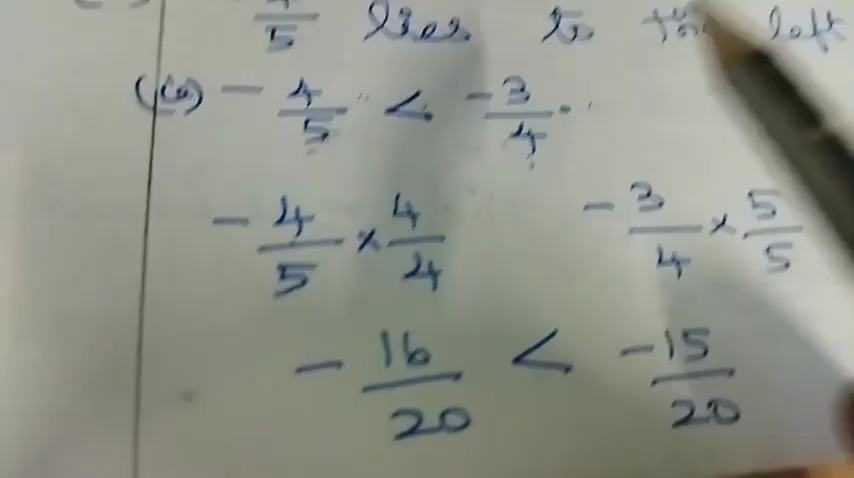 4/5 lies to the left
- 4/5 < -3/4
- 4/5 × 4/4 - 3/4 × 5/5
- 16/20 < -15/20